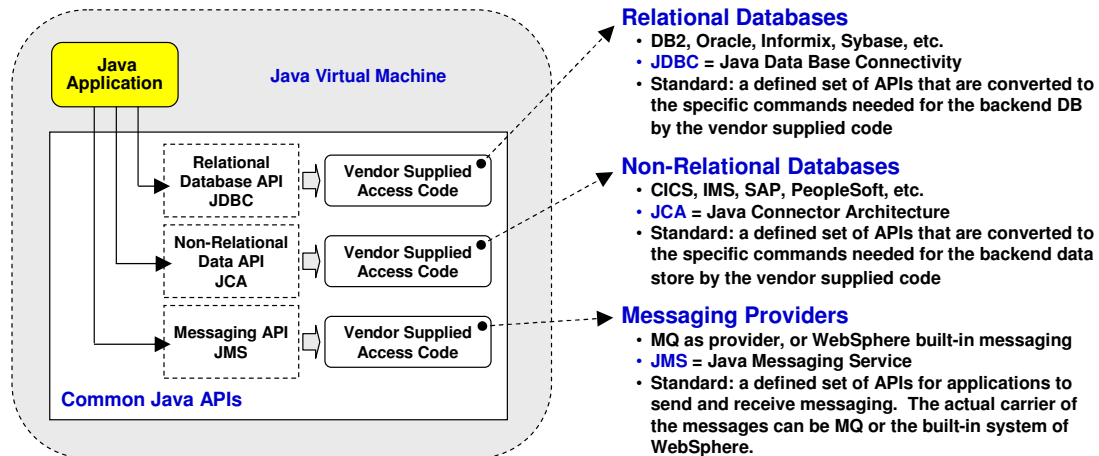 Java
Application
Java Virtual Machine
Relational
Database API
JDBC
Vendor Supplied
Access Code
Non-Relational
Data API
JCA
Vendor Supplied
Access Code
Messaging API
JMS
Vendor Supplied
Access Code
Common Java APIs
Relational Databases
• DB2, Oracle, Informix, Sybase, etc.
• JDBC = Java Data Base Connectivity
• Standard: a defined set of APIs that are converted to
the specific commands needed for the backend DB
by the vendor supplied code
Non-Relational Databases
• CICS, IMS, SAP, PeopleSoft, etc.
• JCA = Java Connector Architecture
• Standard: a defined set of APIs that are converted to
the specific commands needed for the backend data
store by the vendor supplied code
Messaging Providers
• MQ as provider, or WebSphere built-in messaging
• JMS = Java Messaging Service
• Standard: a defined set of APIs for applications to
send and receive messaging. The actual carrier of
the messages can be MQ or the built-in system of
WebSphere.